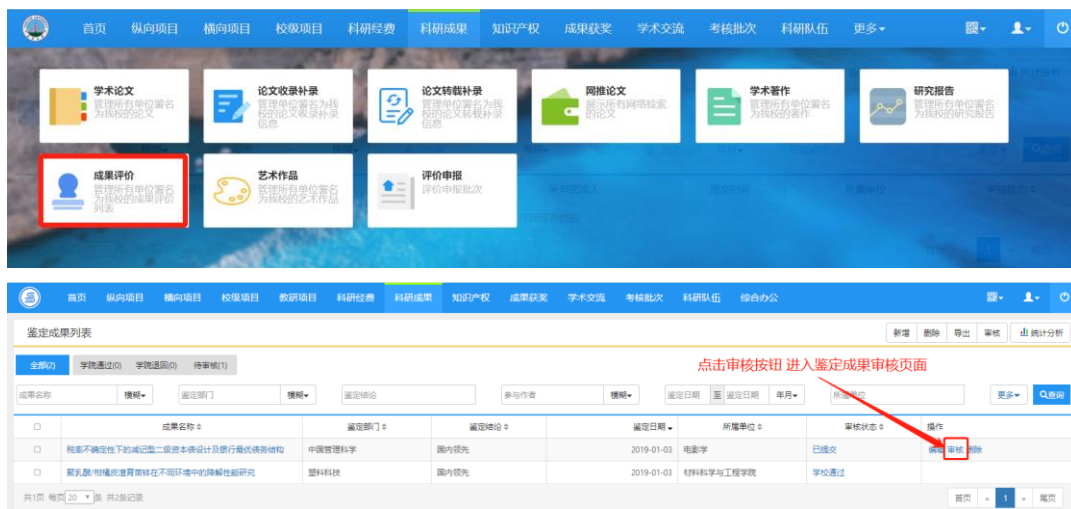 首页 纵向项目 横向项目 校级项目 科研经费 科研成果 知识产权 成果获奖 学术交流 考核批次 科研队伍 更多
学术论文
管理所有单位署名
为我校的论文
论文收录补录
管理单位署名为我
校的论文收录补录
信息
论文转载补录
管理单位署名为我
校的论文转载补录
信息
网推论文
展示所有网络检索
的论文
学术著作
管理所有单位署名
为我校的著作
研究报告
管理所有单位署名
为我校的研究报告
成果评价
管理所有单位署名
为我校的成果评价
列表
艺术作品
管理所有单位署名
为我校的艺术作品
评价申报
评价申报批次
首页 纵向项目 横向项目 校级项目 教研项目 科研经费 科研成果 知识产权 成果获奖 学术交流 考核批次 科研队伍 综合办公
鉴定成果列表 新增 删除 导出 审核 统计分析
全部(2) 学院通过(0) 学院退回(0) 待审核(1)
点击审核按钮 进入鉴定成果审核页面
成果名称 模糊 鉴定部门 模糊 鉴定结论 参与作者 模糊 鉴定日期 至 鉴定日期 年月 所属单位 更多 查询
成果名称 鉴定部门 鉴定结论 鉴定日期 所属单位 审核状态 操作
税率不确定性下的减记型二级资本债设计及银行最优债务结构 中国管理科学 国内领先 2019-01-03 电影学 已提交 编辑 审核 删除
聚乳酸/柑橘皮渣育苗钵在不同环境中的降解性能研究 塑料科技 国内领先 2019-01-03 材料科学与工程学院 学校通过
共1页 每页 20 条 共2条记录 首页 « 1 » 尾页